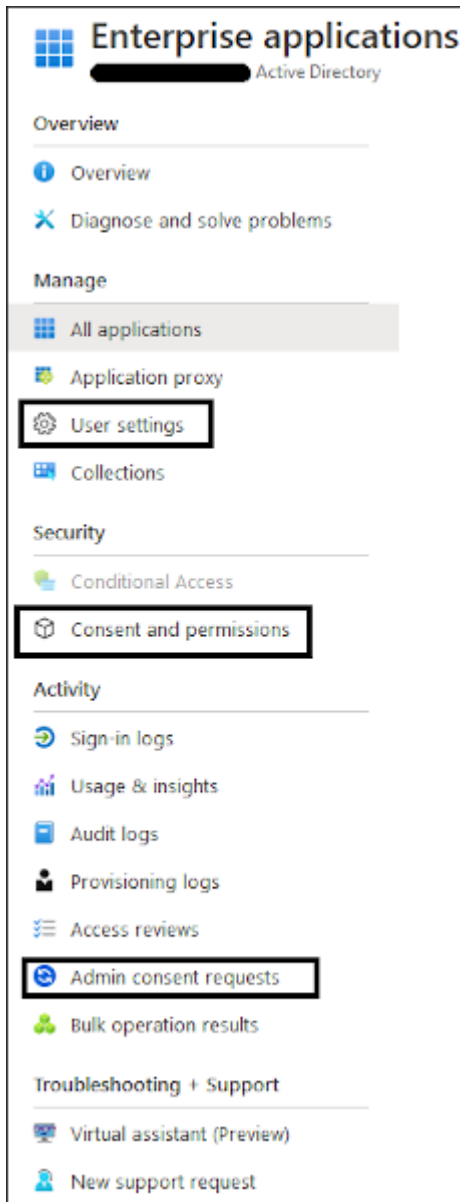 Enterprise applications
Active Directory
Overview
Overview
Diagnose and solve problems
Manage
All applications
Application proxy
User settings
Collections
Security
Conditional Access
Consent and permissions
Activity
Sign-in logs
Usage & insights
Audit logs
Provisioning logs
Access reviews
Admin consent requests
Bulk operation results
Troubleshooting + Support
Virtual assistant (Preview)
New support request